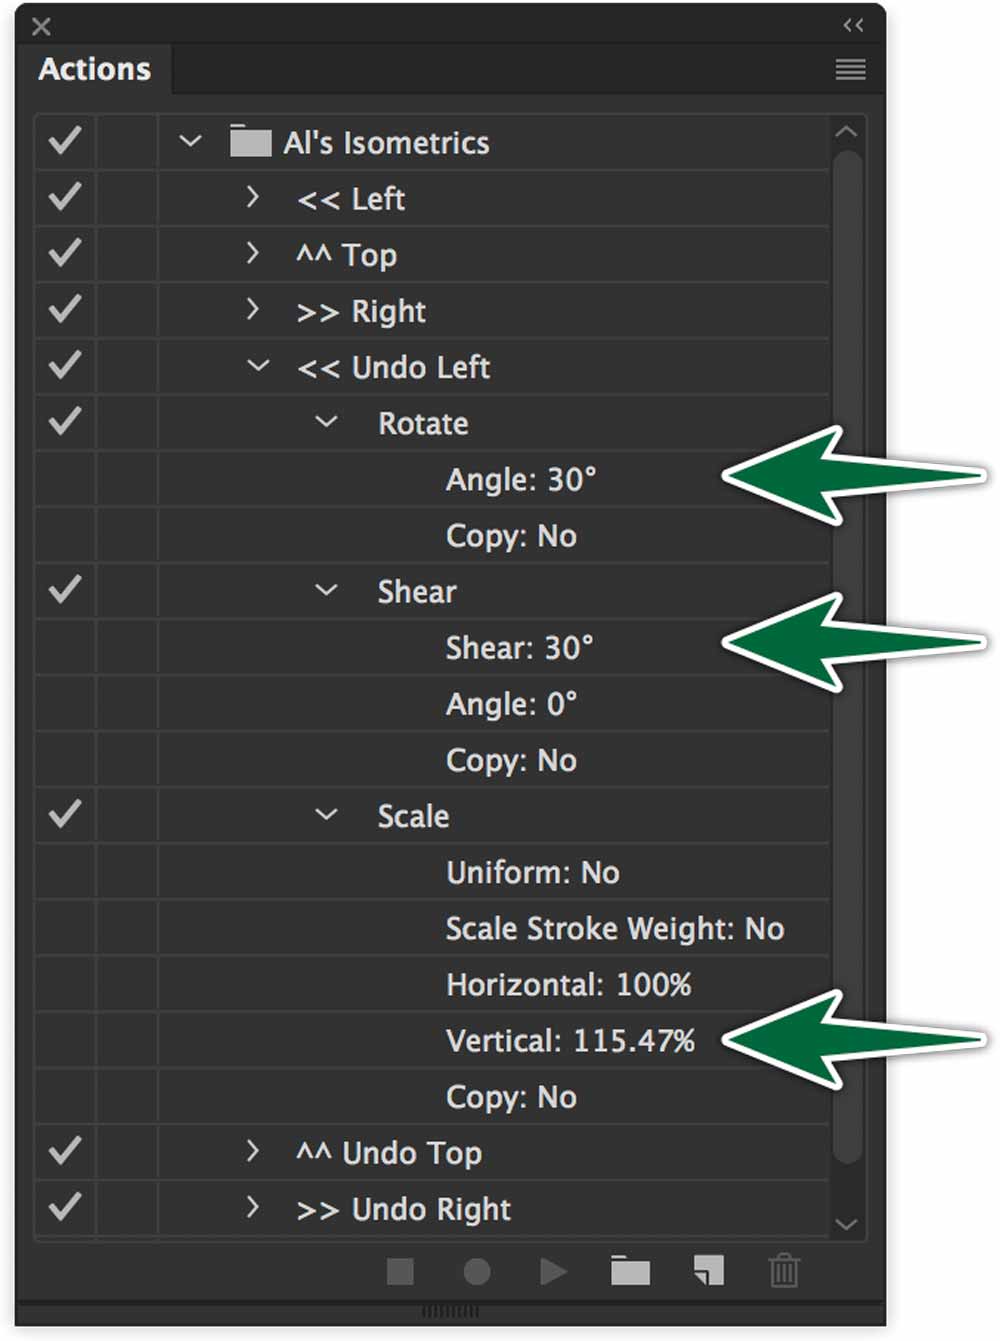 Actions
Al's Isometrics
<< Left
^^ Top
>> Right
<< Undo Left
Rotate
Angle: 30°
Copy: No
Shear
Shear: 30°
Angle: 0°
Copy: No
Scale
Uniform: No
Scale Stroke Weight: No
Horizontal: 100%
Vertical: 115.47%
Copy: No
^^ Undo Top
>> Undo Right